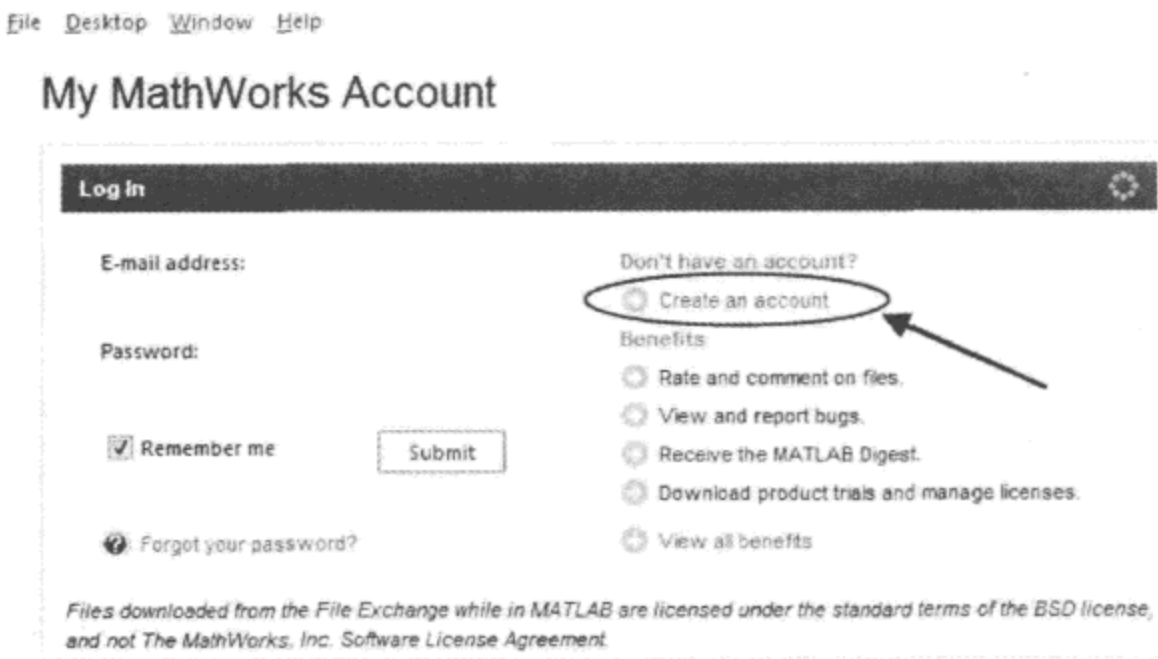 File Desktop Window Help
My MathWorks Account
Log In
E-mail address:
Password:
Remember me
Submit
Forgot your password?
Don't have an account?
Create an account
Benefits
Rate and comment on files.
View and report bugs.
Receive the MATLAB Digest.
Download product trials and manage licenses.
View all benefits
Files downloaded from the File Exchange while in MATLAB are licensed under the standard terms of the BSD license,
and not The MathWorks, Inc. Software License Agreement.